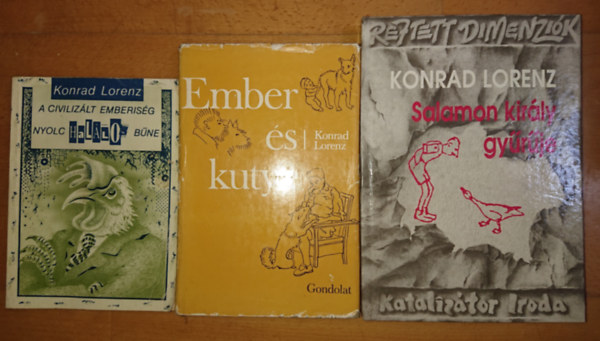 Konrad Lorenz
A CIVILIZÁLT EMBERISÉG
NYOLC HALÁLOS BŰNE
Ember
és
kutya
Konrad
Lorenz
Gondolat
REJTETT DIMENZIÓK
KONRAD LORENZ
Salamon király
gyűrűje
Katalizátor Iroda